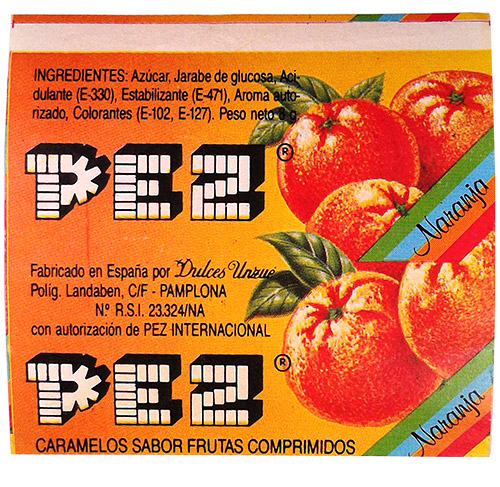 INGREDIENTES: Azúcar, Jarabe de glucosa, Aci-
dulante (E-330), Estabilizante (E-471), Aroma auto-
rizado, Colorantes (E-102, E-127). Peso neto 8 g.
PEZ®
Naranja
Fabricado en España por Dulces Unzué
Políg. Landaben, C/F - PAMPLONA
Nº R.S.I. 23.324/NA
con autorización de PEZ INTERNACIONAL
PEZ®
Naranja
CARAMELOS SABOR FRUTAS COMPRIMIDOS